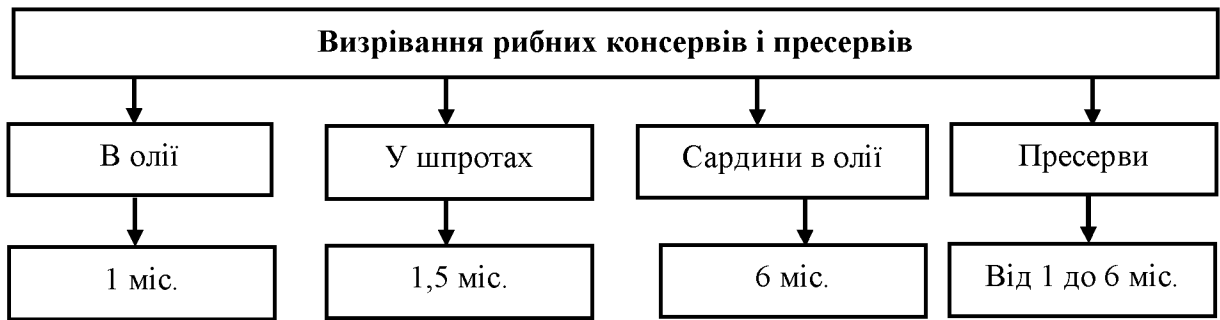 Визрівання рибних консервів і пресервів
В олії
У шпротах
Сардини в олії
Пресерви
1 міс.
1,5 міс.
6 міс.
Від 1 до 6 міс.